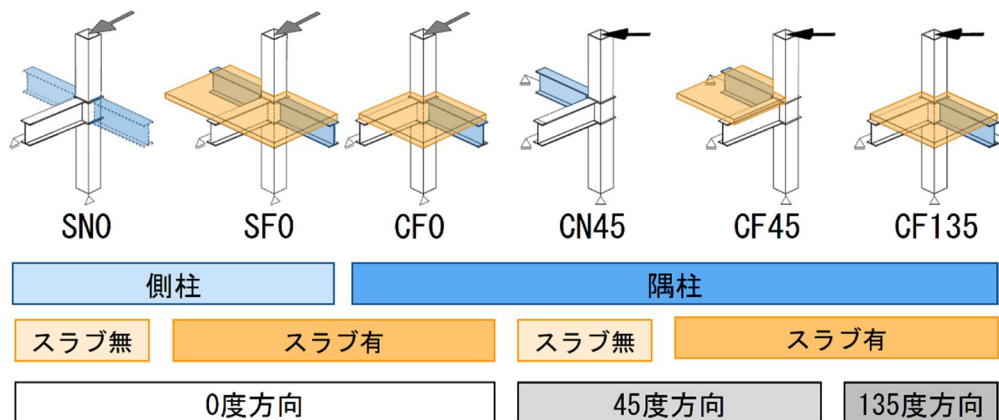 SN0 SF0 CF0 CN45 CF45 CF135
側柱 隅柱
スラブ無 スラブ有 スラブ無 スラブ有
0度方向 45度方向 135度方向